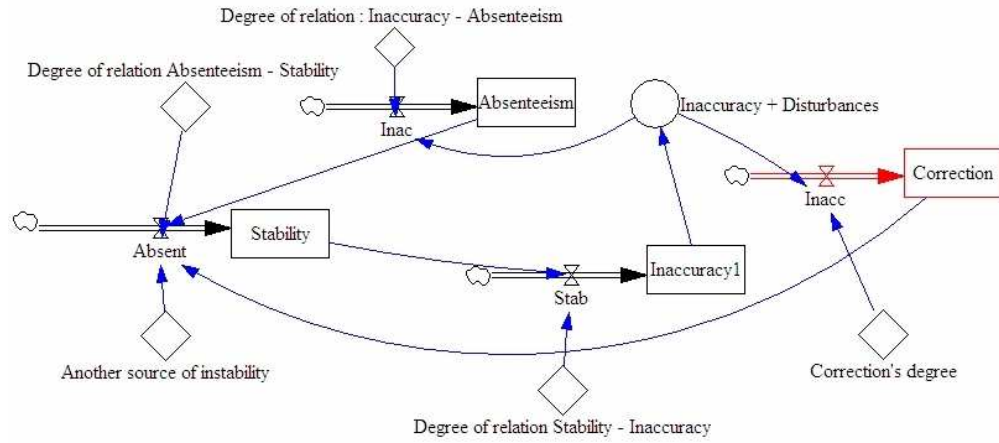 Degree of relation : Inaccuracy - Absenteeism
Degree of relation Absenteeism - Stability
Absenteeism
Inaccuracy + Disturbances
Inac
Correction
Inacc
Stability
Absent
Inaccuracy1
Stab
Another source of instability
Correction's degree
Degree of relation Stability - Inaccuracy